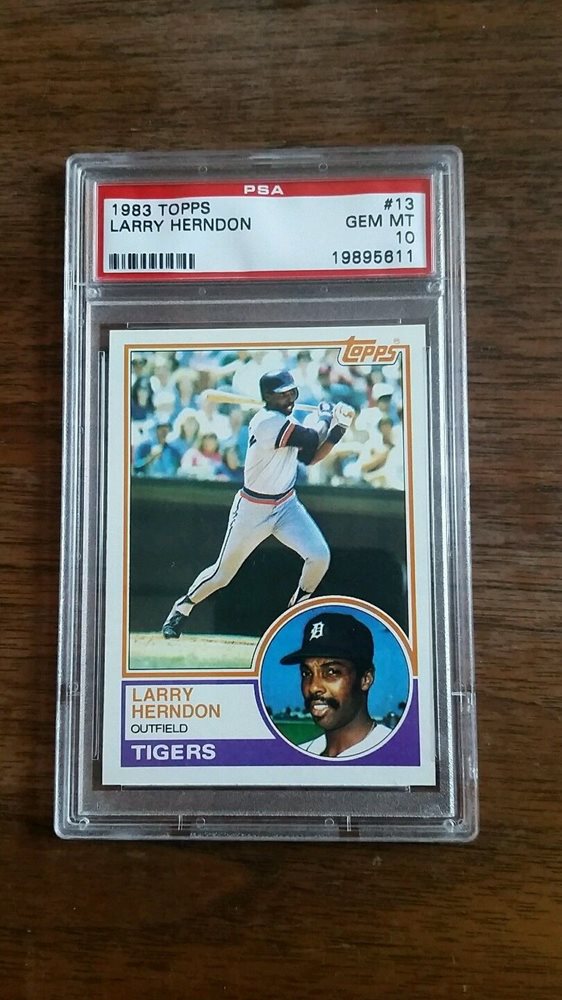 PSA
1983 TOPPS #13
LARRY HERNDON GEM MT
10
19895611
Topps®
LARRY
HERNDON
OUTFIELD
TIGERS
D